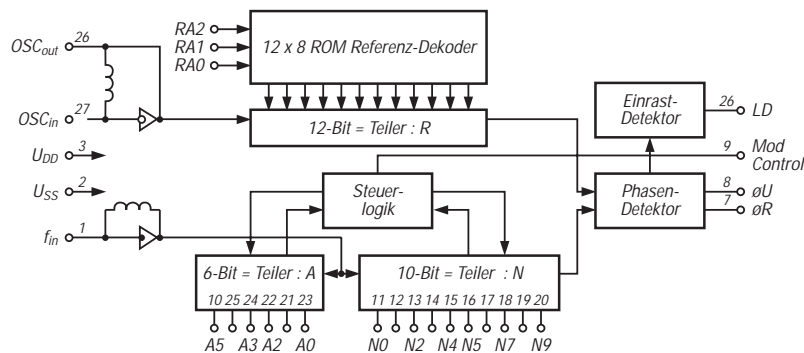 RA2
RA1
RA0
12 x 8 ROM Referenz-Dekoder
OSCout 26
OSCin 27
12-Bit = Teiler : R
Einrast-
Detektor
26 LD
UDD 3
9 Mod
Control
USS 2
Steuer-
logik
Phasen-
Detektor
8 øU
7 øR
fin 1
6-Bit = Teiler : A
10-Bit = Teiler : N
10 25 24 22 21 23
11 12 13 14 15 16 17 18 19 20
A5 A3 A2 A0
N0 N2 N4 N5 N7 N9